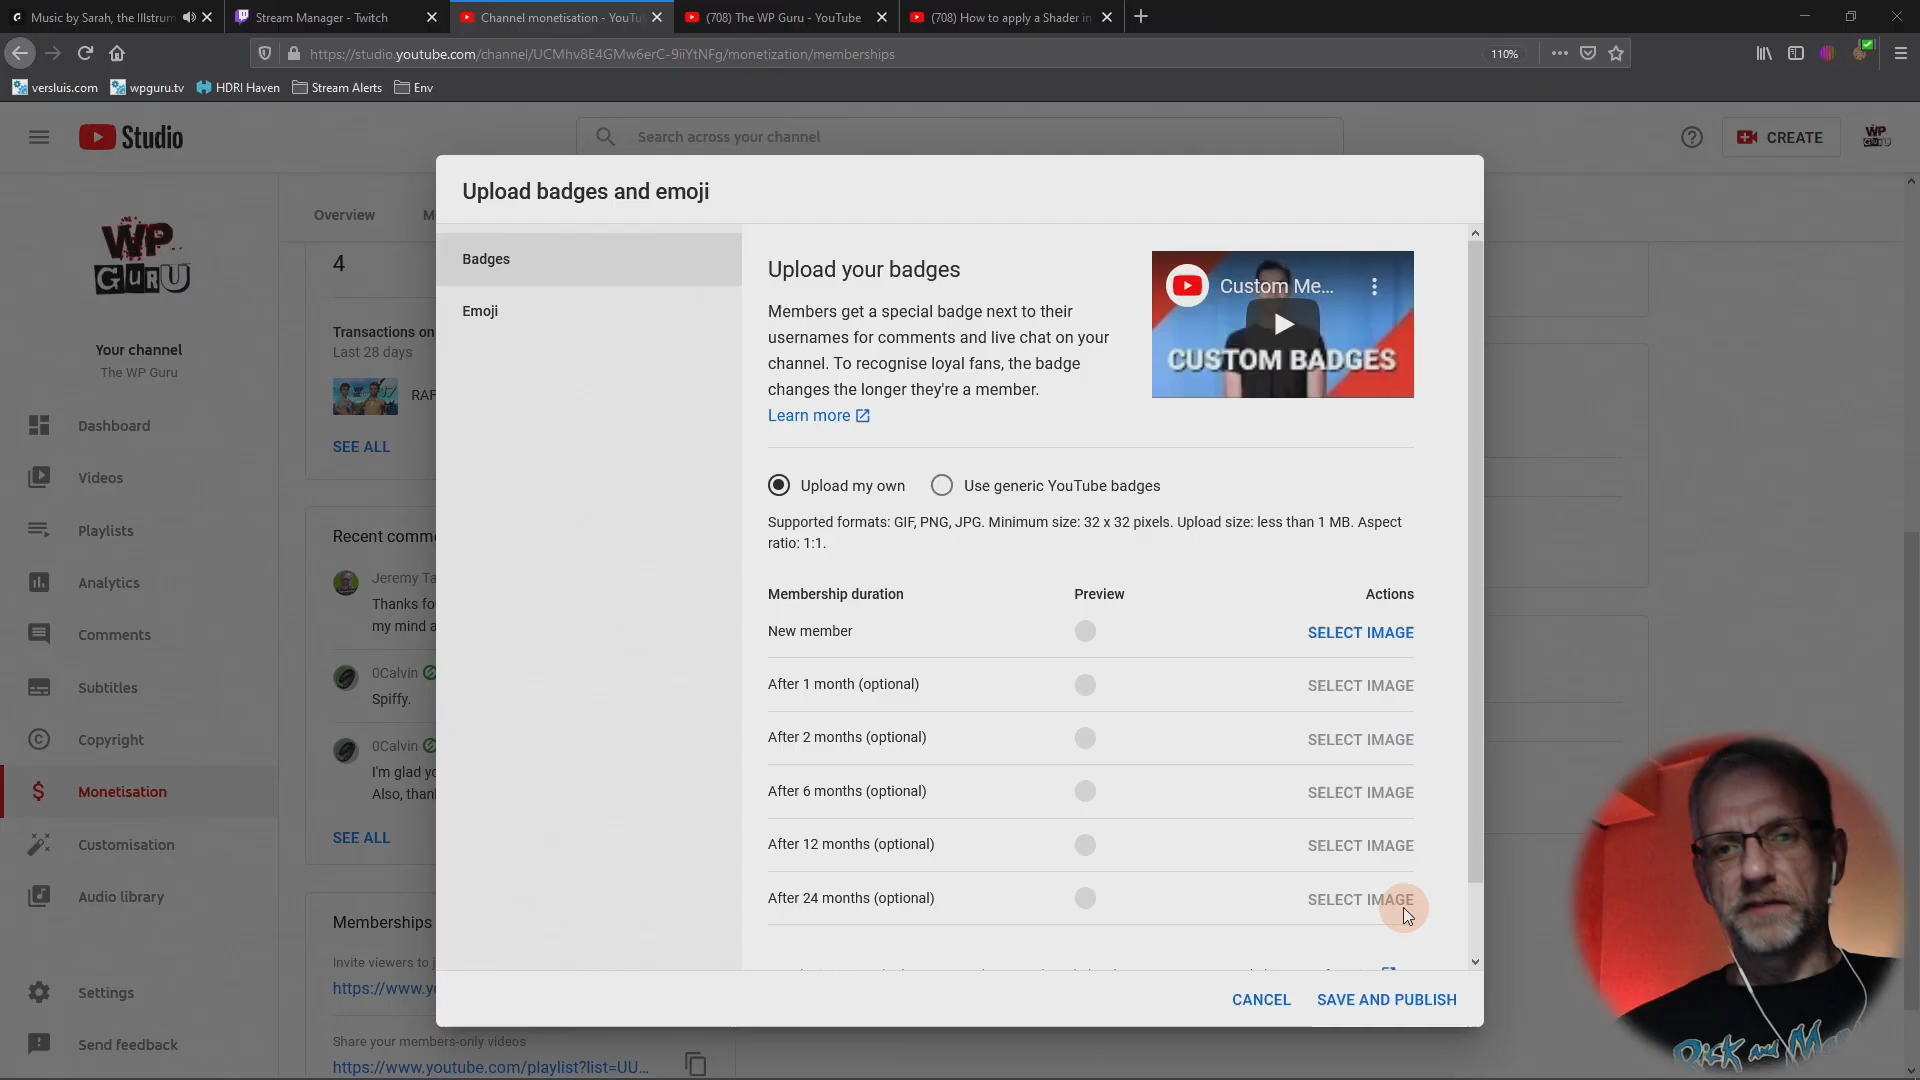 Music by Sarah, the Illstrum
Stream Manager - Twitch
Channel monetisation - YouTu
(708) The WP Guru - YouTube
(708) How to apply a Shader in
https://studio.youtube.com/channel/UCMhv8E4GMw6erC-9iiYtNFg/monetization/memberships
110%
versluis.com
wpguru.tv
HDRI Haven
Stream Alerts
Env
Studio
Search across your channel
CREATE
WP
GURU
WP
GURU
Your channel
The WP Guru
Dashboard
Videos
Playlists
Analytics
Comments
Subtitles
Copyright
Monetisation
Customisation
Audio library
Settings
Send feedback
Overview
M
4
Transactions on
Last 28 days
RAF
SEE ALL
Recent comme
Jeremy Ta
Thanks fo
my mind a
0Calvin
Spiffy.
0Calvin
I'm glad yo
Also, thank
SEE ALL
Memberships
Invite viewers to j
https://www.y
Share your members-only videos
https://www.youtube.com/playlist?list=UU...
Upload badges and emoji
Badges
Emoji
Upload your badges
Members get a special badge next to their
usernames for comments and live chat on your
channel. To recognise loyal fans, the badge
changes the longer they're a member.
Learn more
Custom Me...
CUSTOM BADGES
Upload my own
Use generic YouTube badges
Supported formats: GIF, PNG, JPG. Minimum size: 32 x 32 pixels. Upload size: less than 1 MB. Aspect
ratio: 1:1.
Membership duration Preview Actions
New member SELECT IMAGE
After 1 month (optional) SELECT IMAGE
After 2 months (optional) SELECT IMAGE
After 6 months (optional) SELECT IMAGE
After 12 months (optional) SELECT IMAGE
After 24 months (optional) SELECT IMAGE
CANCEL
SAVE AND PUBLISH